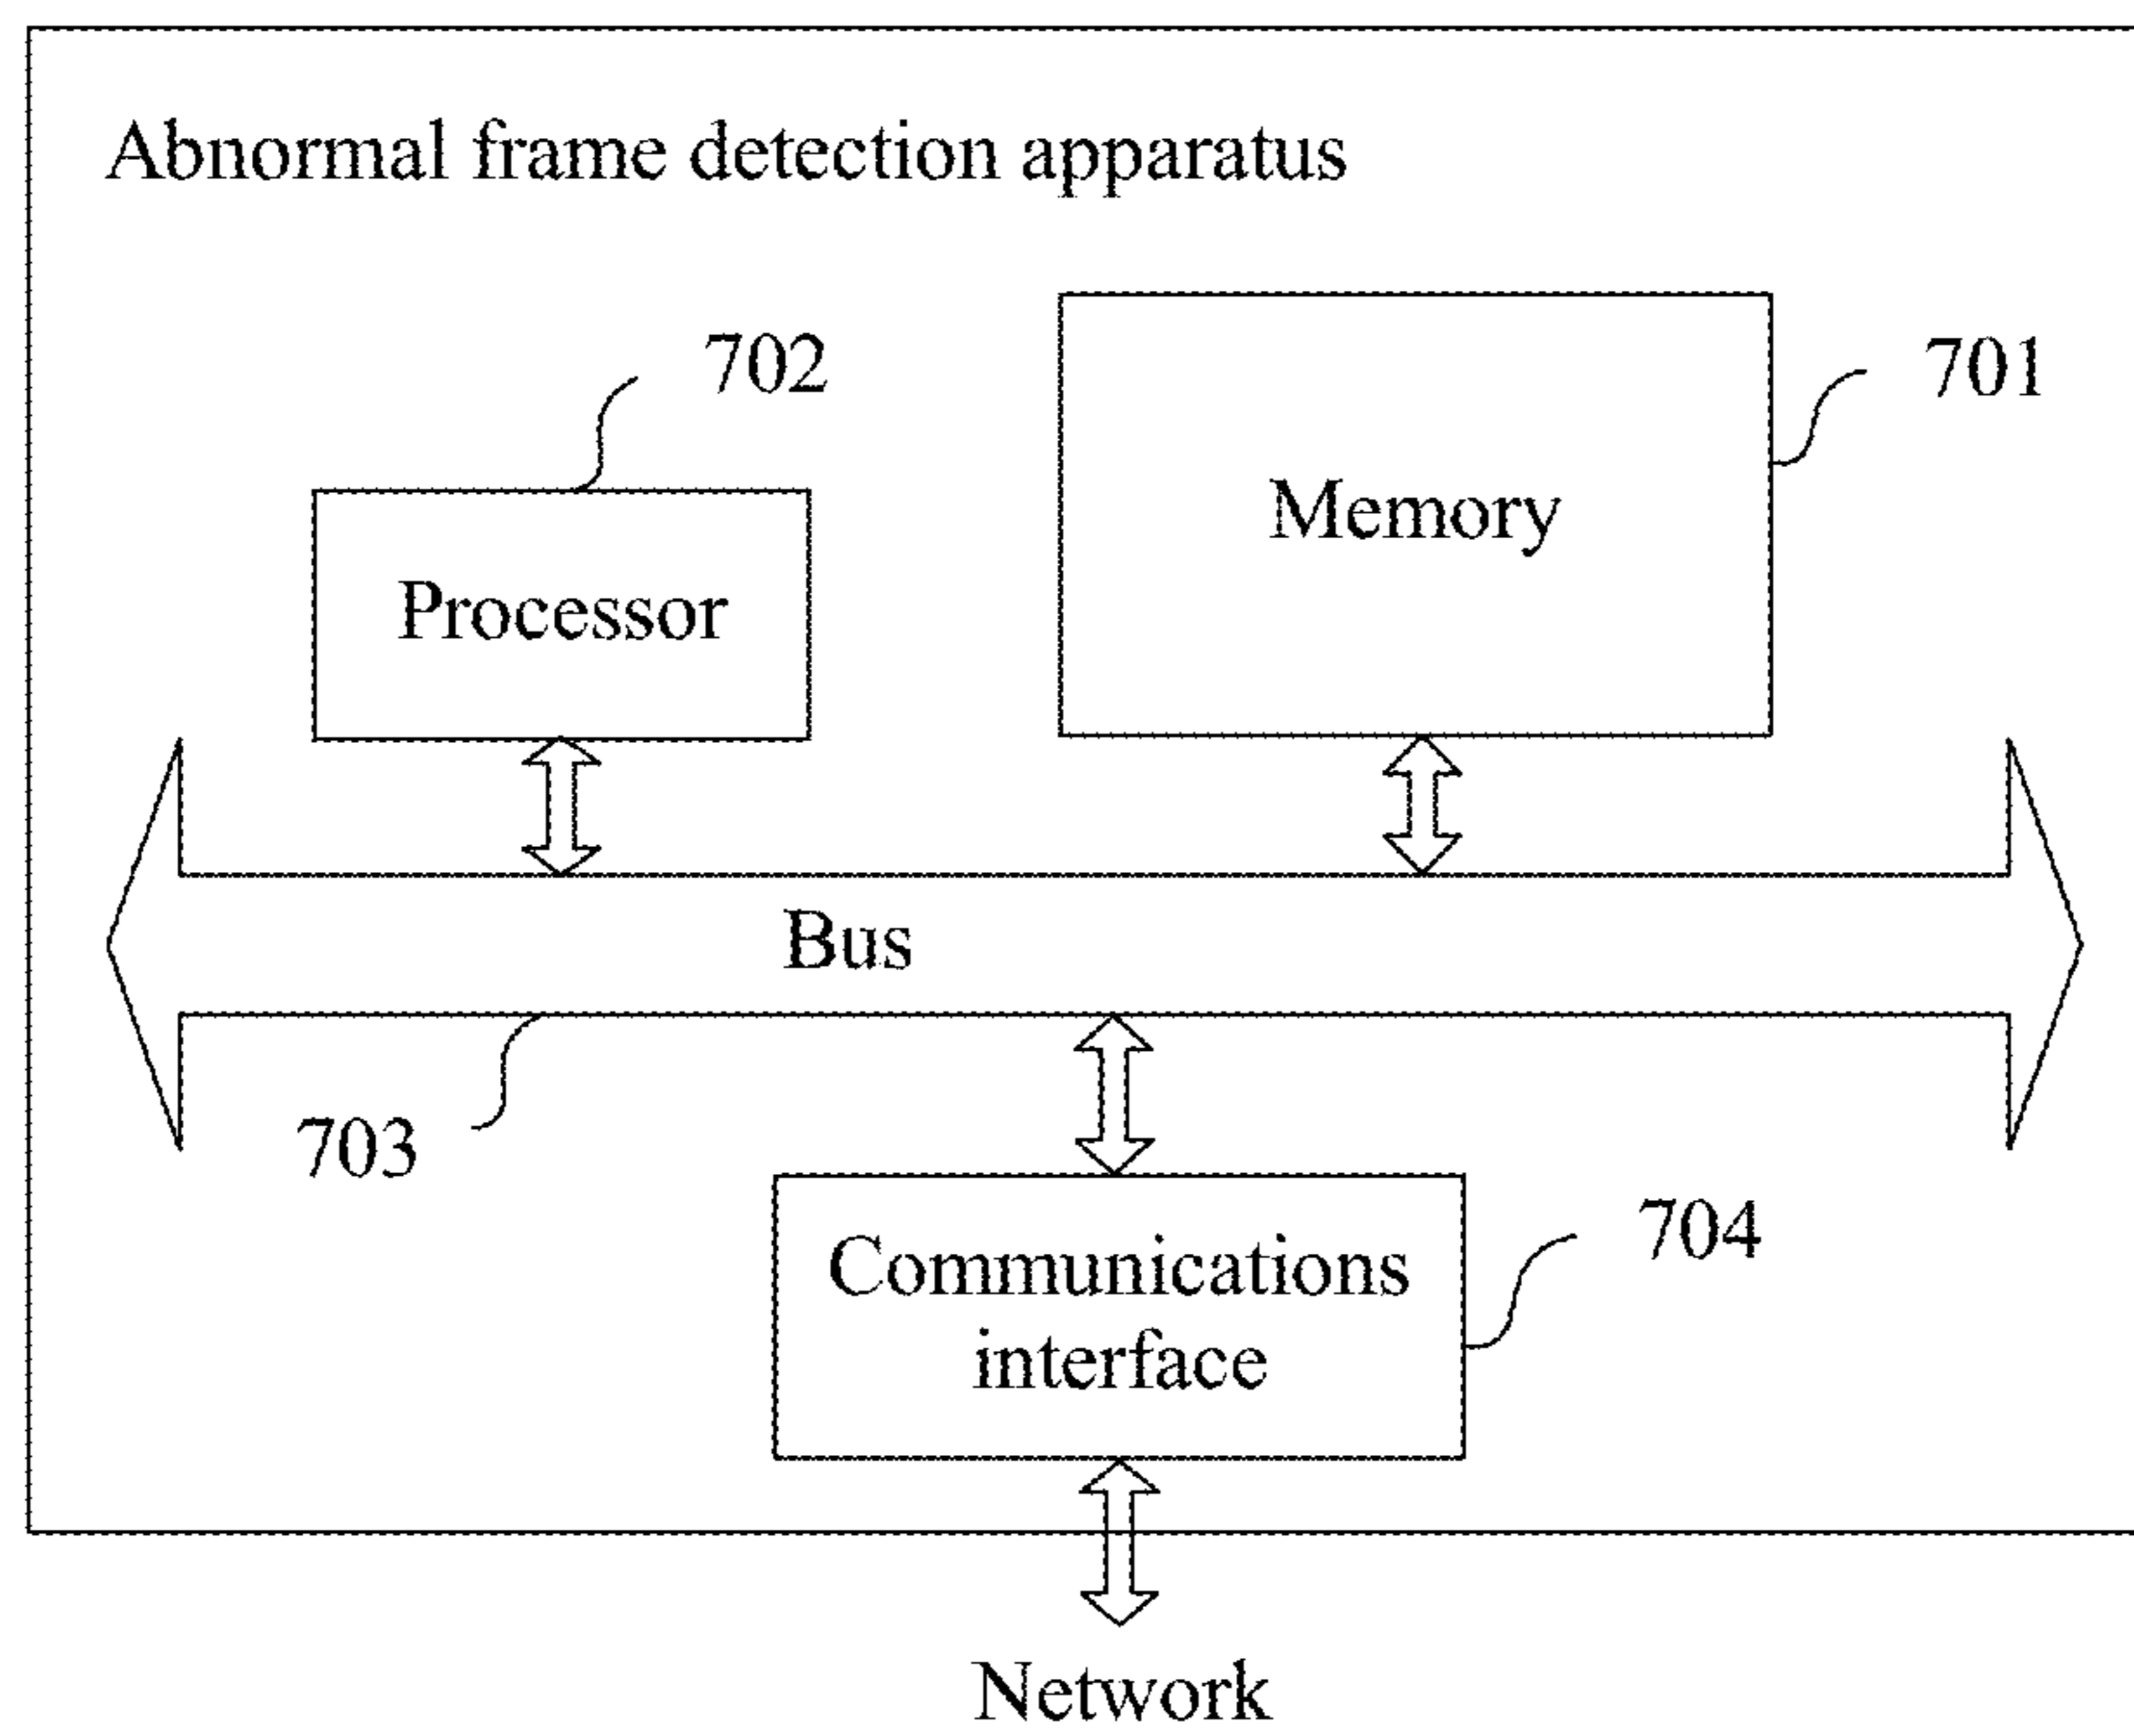 Abnormal frame detection apparatus
702
701
Memory
Processor
Bus
703
704
Communications
interface
Network